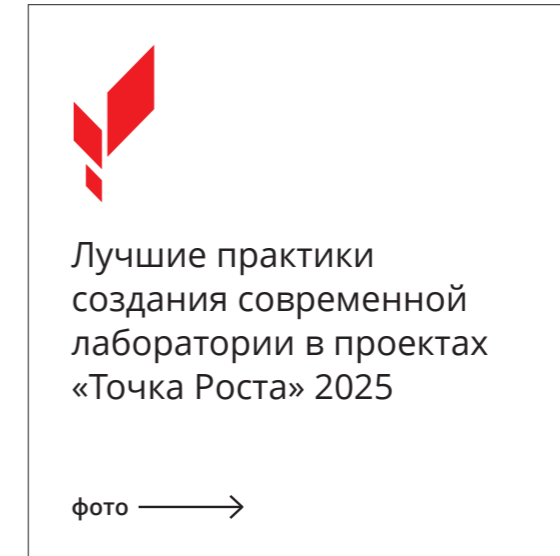 Лучшие практики
создания современной
лаборатории в проектах
«Точка Роста» 2025
фото